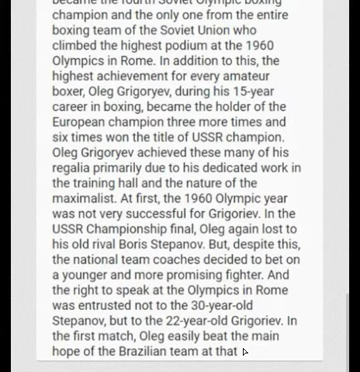 became the fourth Soviet Olympic boxing
champion and the only one from the entire
boxing team of the Soviet Union who
climbed the highest podium at the 1960
Olympics in Rome. In addition to this, the
highest achievement for every amateur
boxer, Oleg Grigoryev, during his 15-year
career in boxing, became the holder of the
European champion three more times and
six times won the title of USSR champion.
Oleg Grigoryev achieved these many of his
regalia primarily due to his dedicated work in
the training hall and the nature of the
maximalist. At first, the 1960 Olympic year
was not very successful for Grigoriev. In the
USSR Championship final, Oleg again lost to
his old rival Boris Stepanov. But, despite this,
the national team coaches decided to bet on
a younger and more promising fighter. And
the right to speak at the Olympics in Rome
was entrusted not to the 30-year-old
Stepanov, but to the 22-year-old Grigoriev. In
the first match, Oleg easily beat the main
hope of the Brazilian team at that